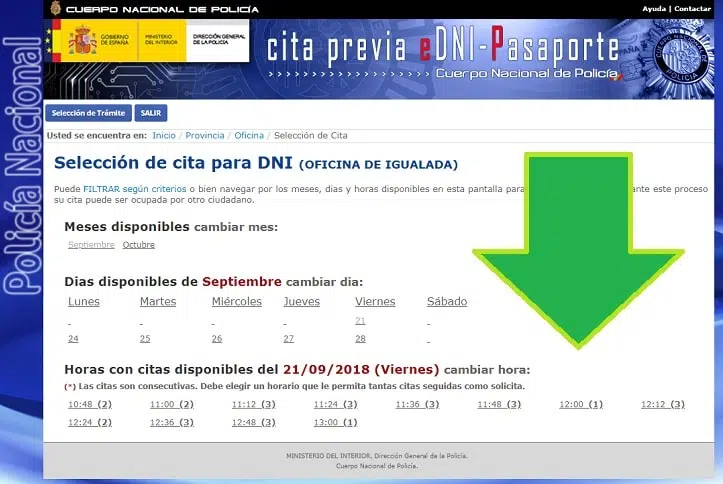 CUERPO NACIONAL DE POLICÍA
Ayuda | Contactar
GOBIERNO DE ESPAÑA
MINISTERIO DEL INTERIOR
DIRECCIÓN GENERAL DE LA POLICÍA
cita previa eDNI-Pasaporte
Cuerpo Nacional de Policía
POLICIA
Policía Nacional
Selección de Trámite SALIR
Usted se encuentra en: Inicio / Provincia / Oficina / Selección de Cita
Selección de cita para DNI (OFICINA DE IGUALADA)
Puede FILTRAR según criterios o bien navegar por los meses, dias y horas disponibles en esta pantalla para ante este proceso
su cita puede ser ocupada por otro ciudadano.
Meses disponibles cambiar mes:
Septiembre Octubre
Dias disponibles de Septiembre cambiar dia:
Lunes Martes Miércoles Jueves Viernes Sábado
21
24 25 26 27 28
Horas con citas disponibles del 21/09/2018 (Viernes) cambiar hora:
(*) Las citas son consecutivas. Debe elegir un horario que le permita tantas citas seguidas como solicita.
10:48 (2) 11:00 (2) 11:12 (3) 11:24 (3) 11:36 (3) 11:48 (3) 12:00 (1) 12:12 (3)
12:24 (2) 12:36 (3) 12:48 (3) 13:00 (1)
MINISTERIO DEL INTERIOR. Dirección General de la Policía.
Cuerpo Nacional de Policía.